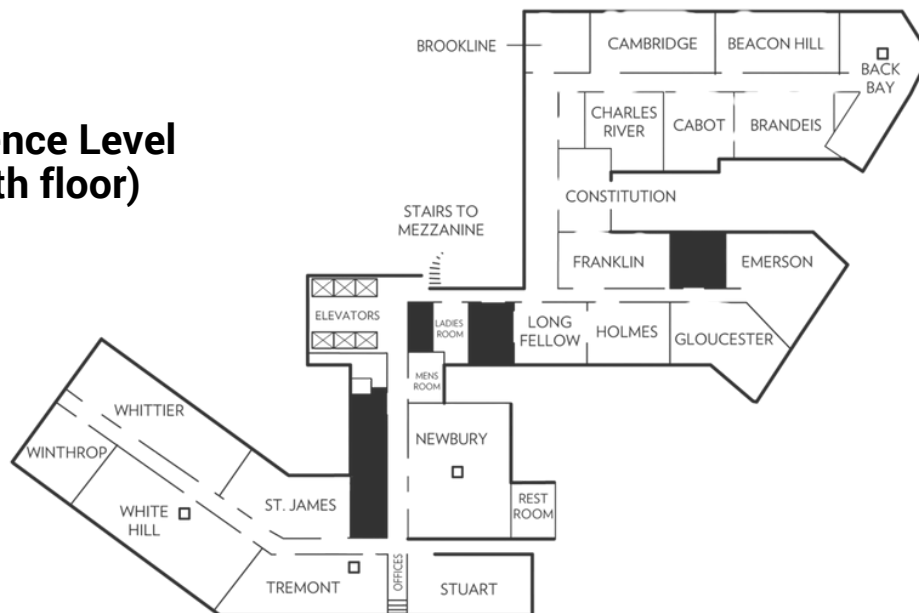 ence Level
th floor)
BROOKLINE
CAMBRIDGE
BEACON HILL
BACK
BAY
CHARLES
RIVER
CABOT
BRANDEIS
CONSTITUTION
STAIRS TO
MEZZANINE
FRANKLIN
EMERSON
ELEVATORS
LADIES
ROOM
LONG
FELLOW
HOLMES
GLOUCESTER
MENS
ROOM
WHITTIER
NEWBURY
WINTHROP
WHITE
HILL
ST. JAMES
REST
ROOM
TREMONT
OFFICES
STUART